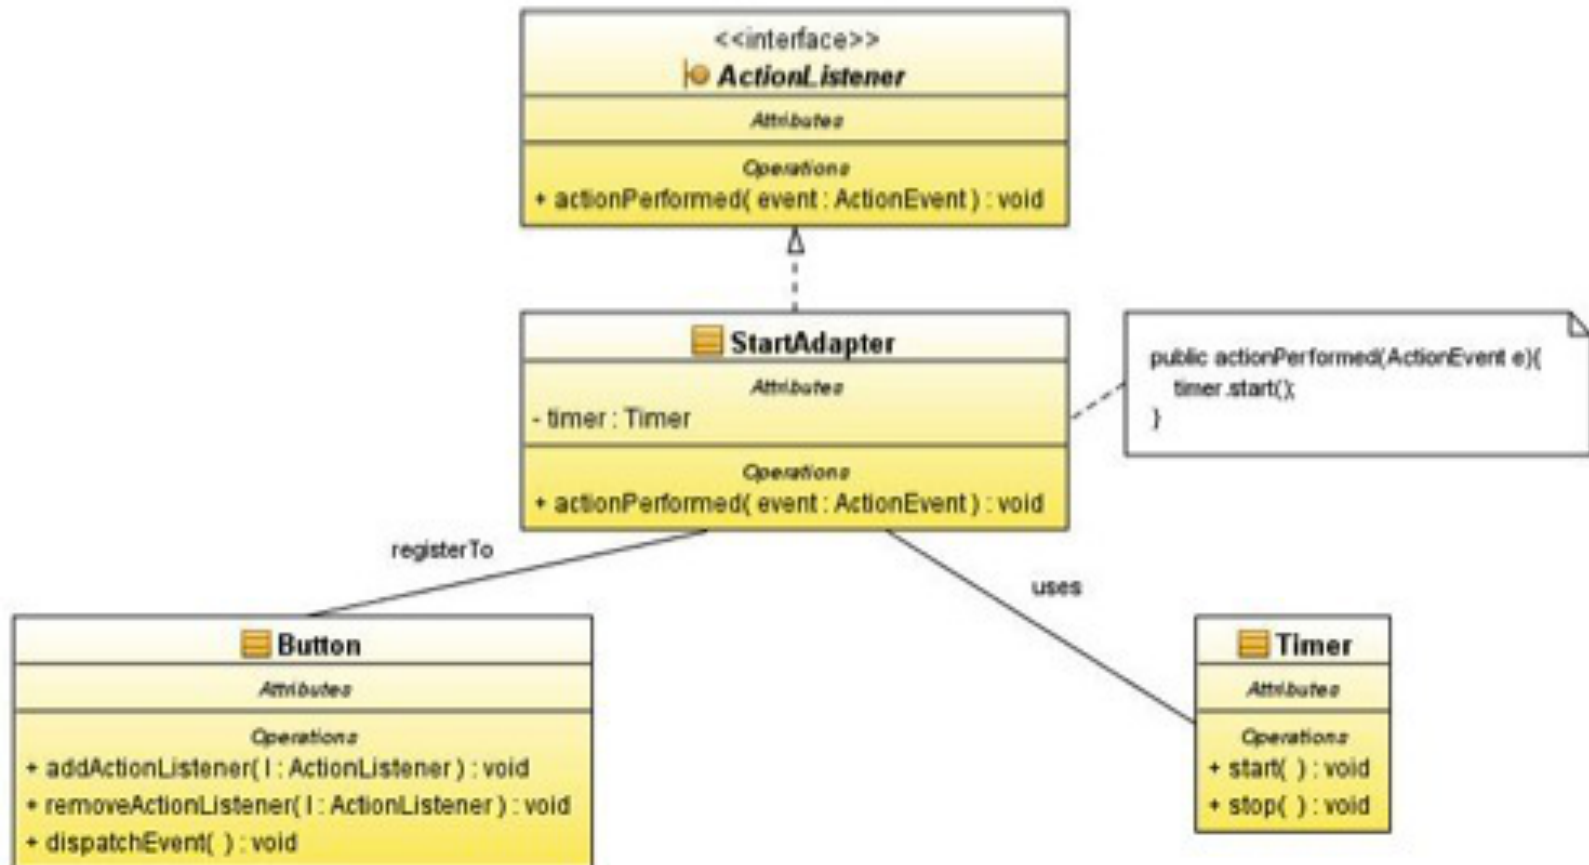 <<interface>>
ActionListener
Attributes
Operations
+ actionPerformed( event : ActionEvent ) : void
StartAdapter
Attributes
- timer : Timer
Operations
+ actionPerformed( event : ActionEvent ) : void
public actionPerformed(ActionEvent e){
timer.start();
}
registerTo
uses
Button
Attributes
Operations
+ addActionListener( l : ActionListener ) : void
+ removeActionListener( l : ActionListener ) : void
+ dispatchEvent( ) : void
Timer
Attributes
Operations
+ start( ) : void
+ stop( ) : void